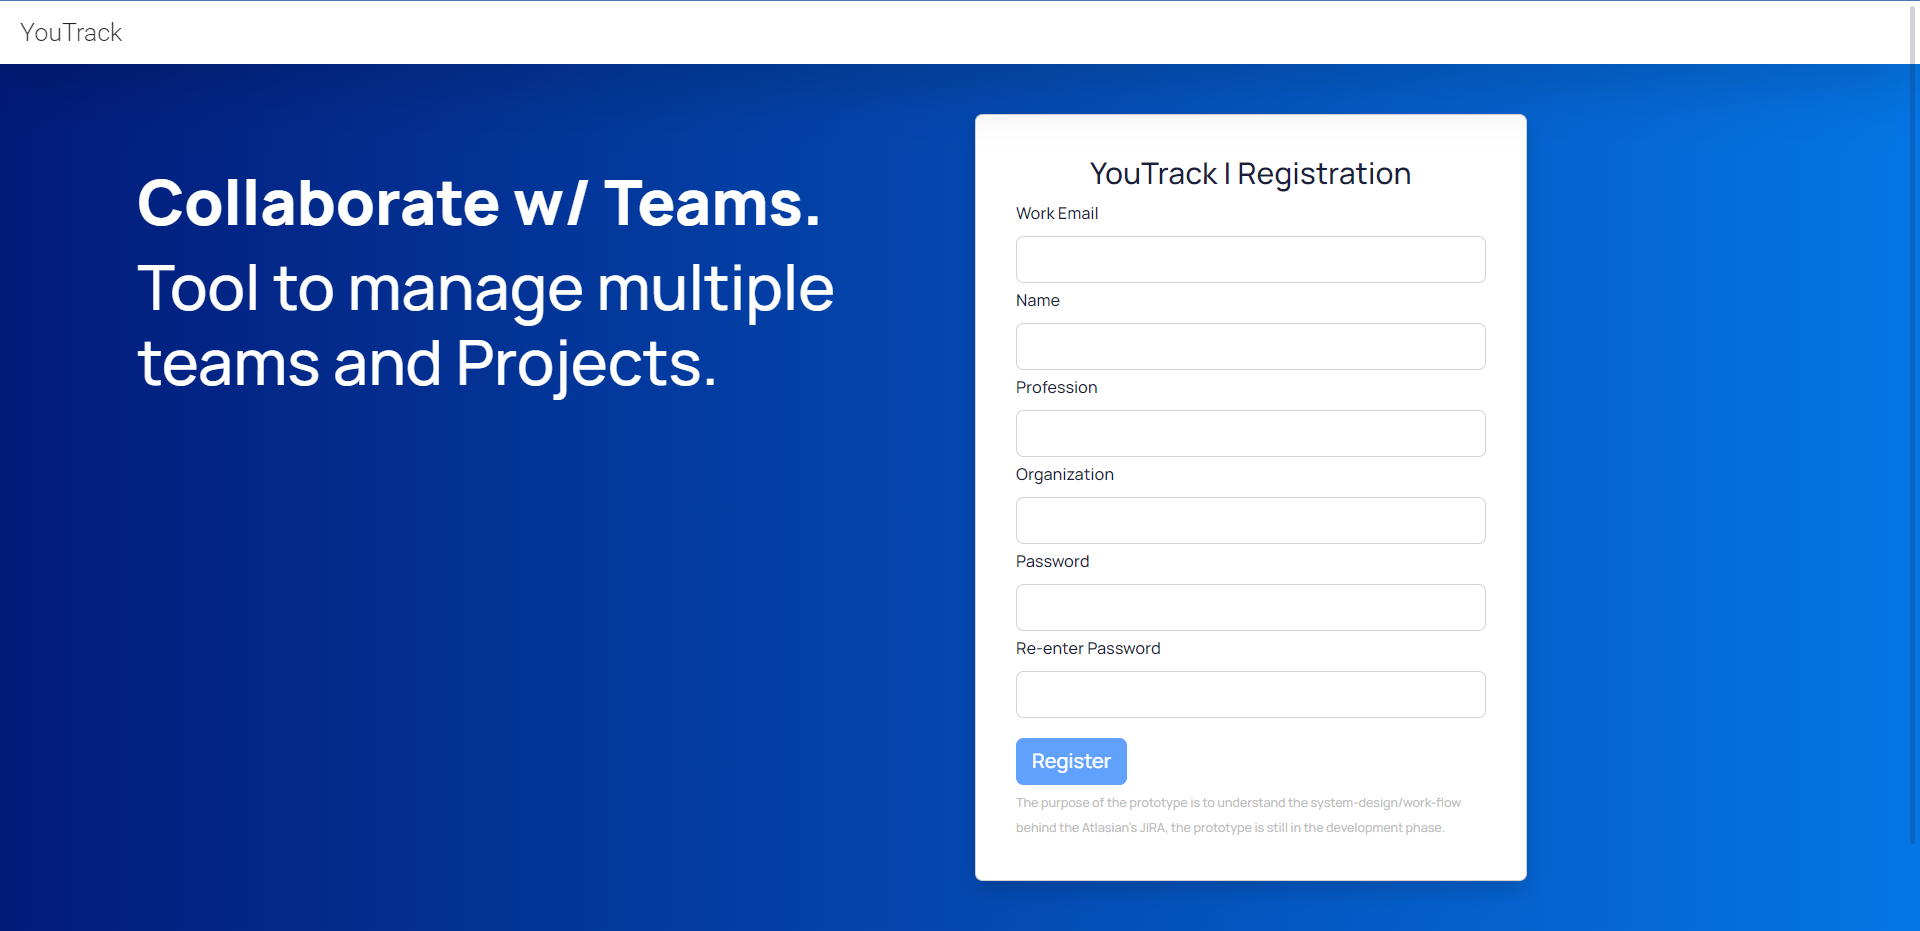 YouTrack
Collaborate w/ Teams.
Tool to manage multiple
teams and Projects.
YouTrack | Registration
Work Email
Name
Profession
Organization
Password
Re-enter Password
Register
The purpose of the prototype is to understand the system-design/work-flow
behind the Atlasian's JIRA, the prototype is still in the development phase.